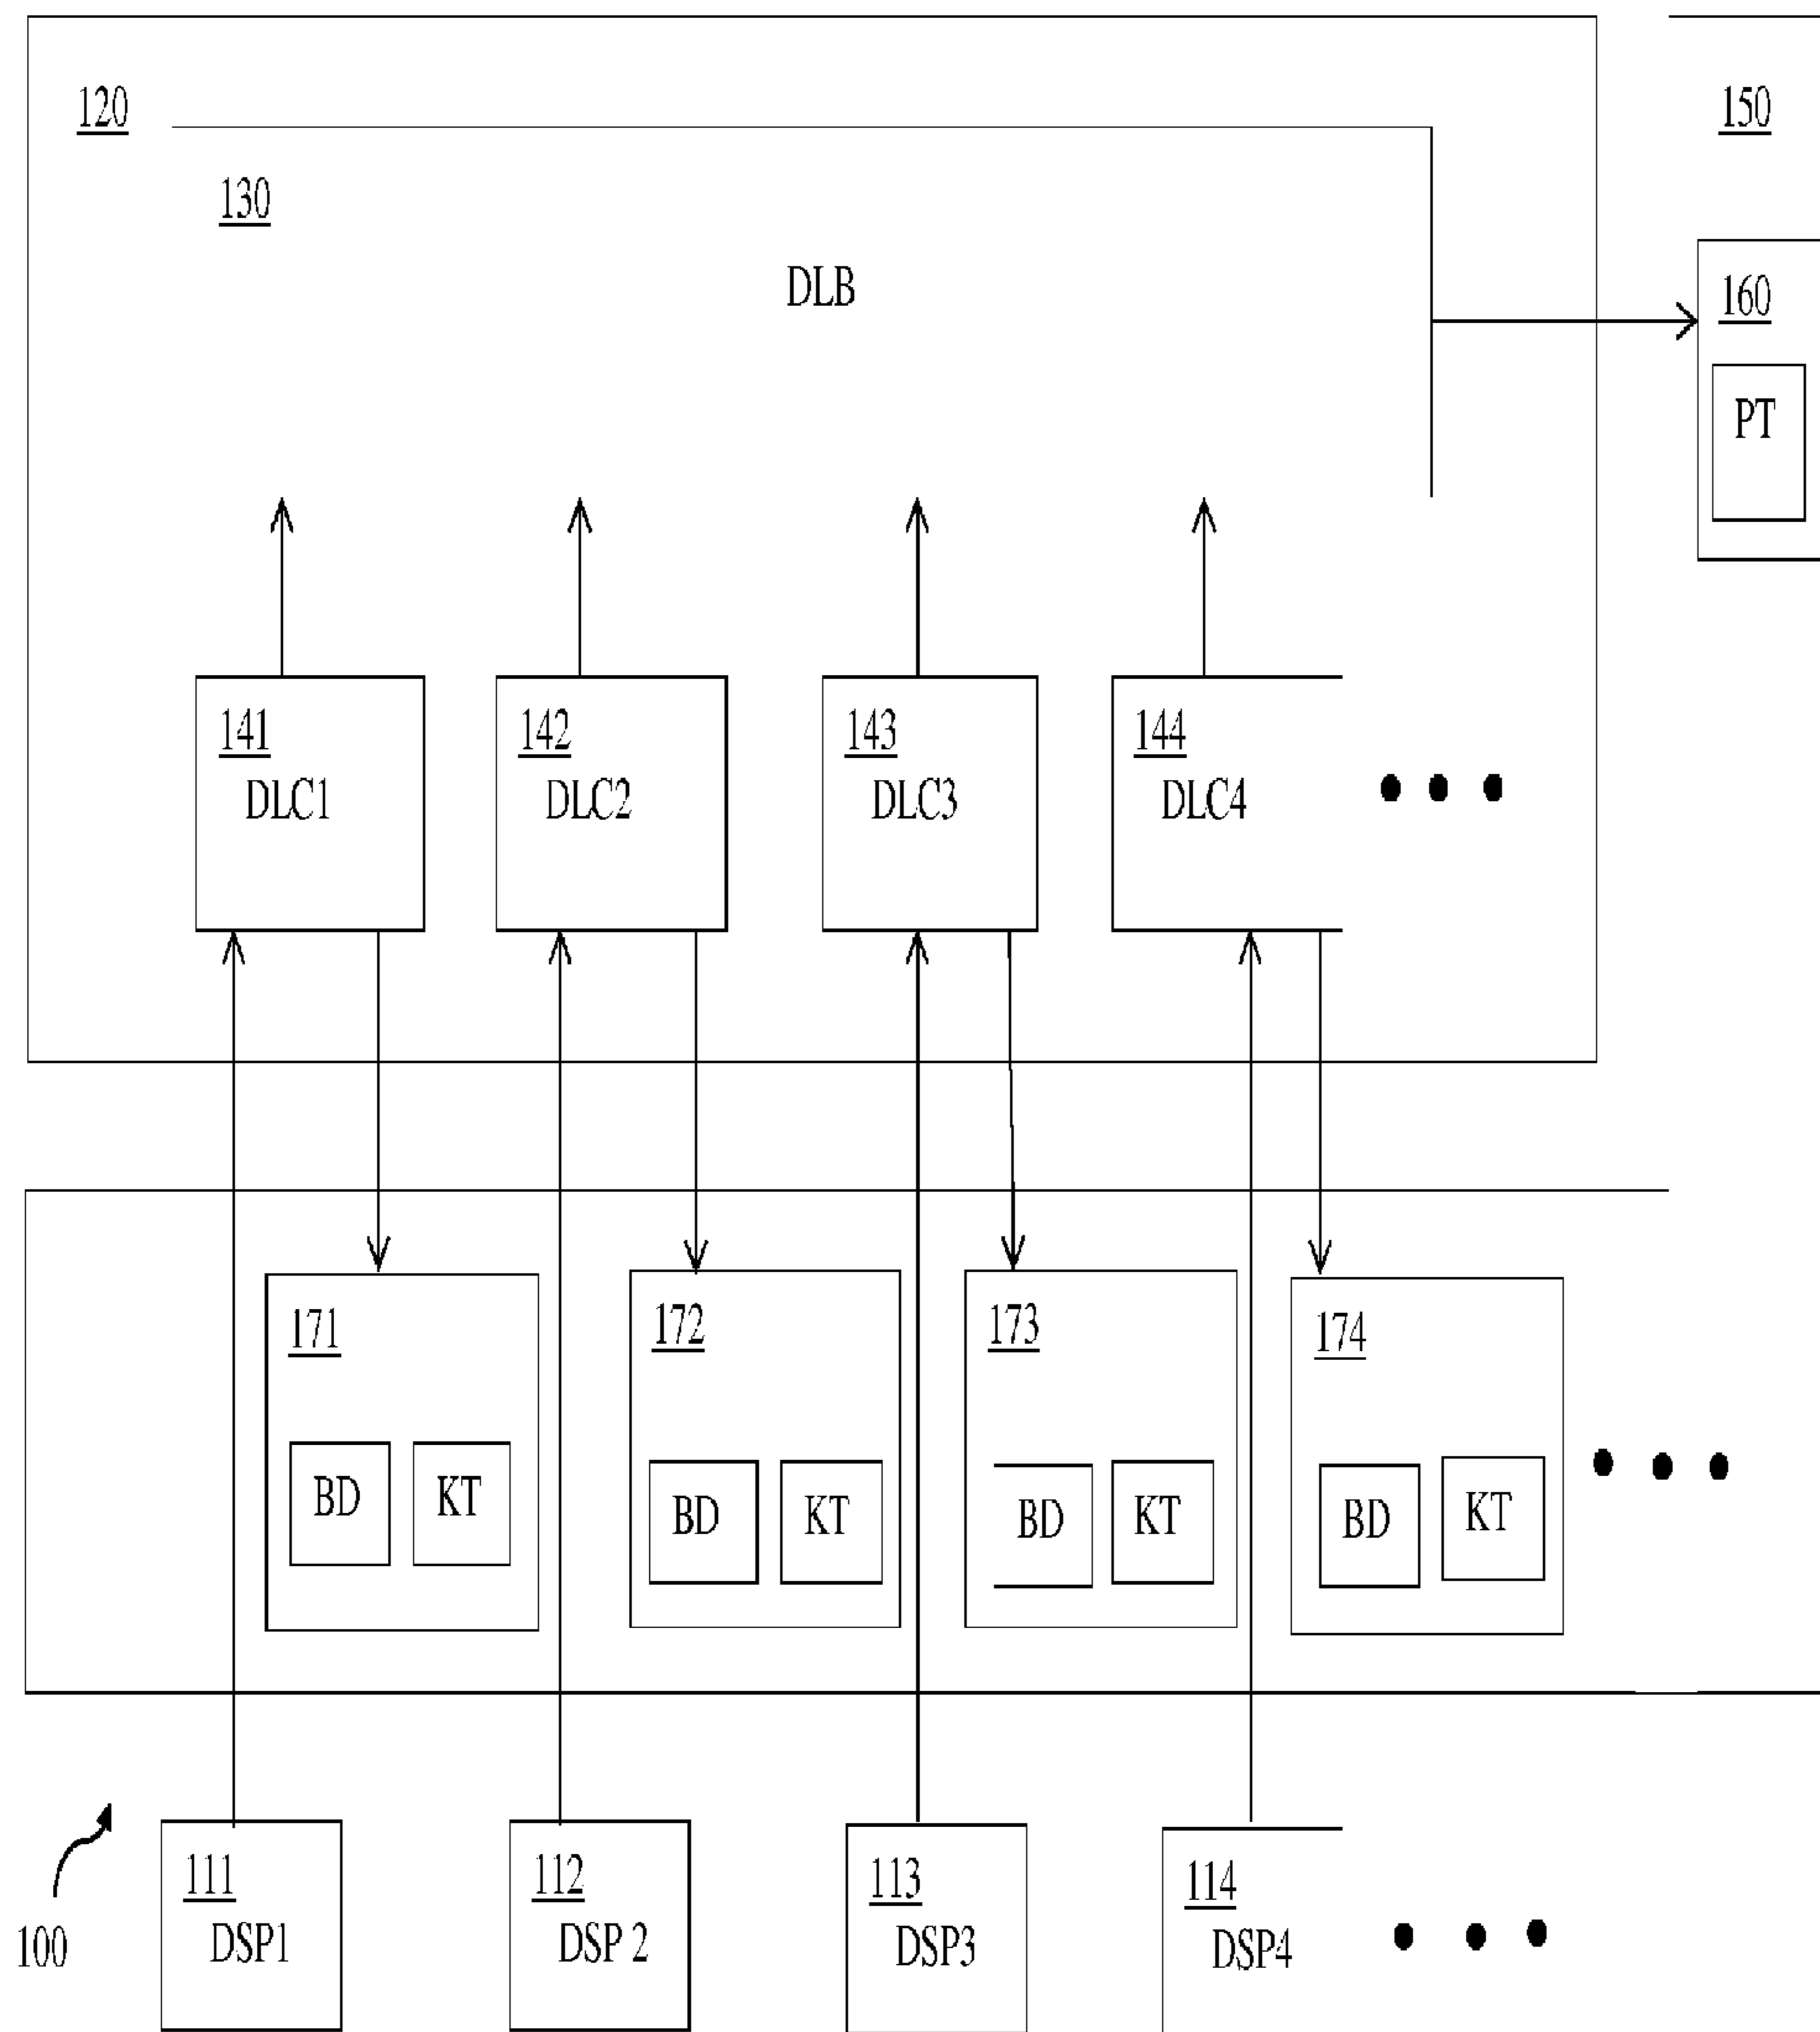 120
150
130
DLB
160
PT
141
DLC1
142
DLC2
143
DLC3
144
DLC4
171
BD
KT
172
BD
KT
173
BD
KT
174
BD
KT
100
111
DSP1
112
DSP 2
113
DSP3
114
DSP4